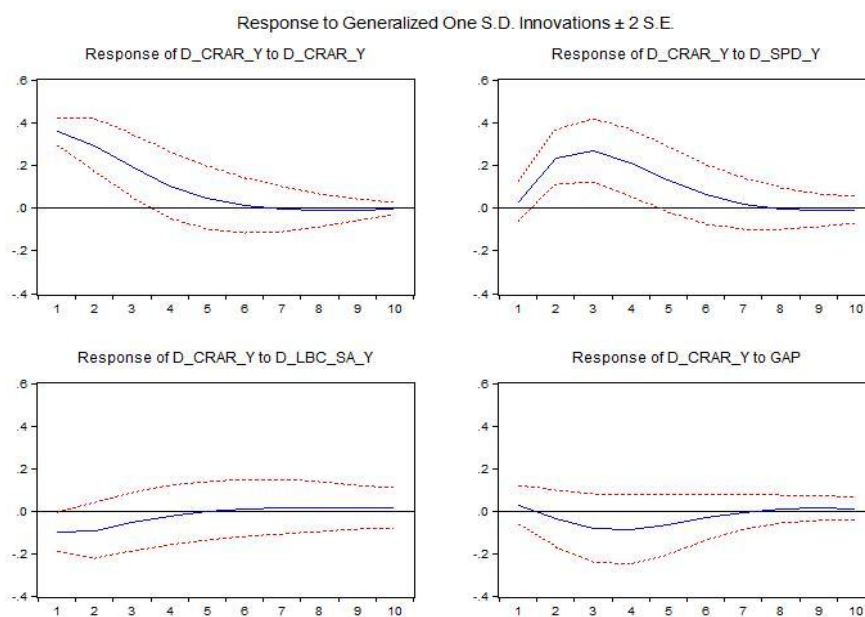 Response to Generalized One S.D. Innovations ± 2 S.E.
Response of D_CRAR_Y to D_CRAR_Y
.6
.4
.2
.0
-.2
-.4
1 2 3 4 5 6 7 8 9 10
Response of D_CRAR_Y to D_SPD_Y
.6
.4
.2
.0
-.2
-.4
1 2 3 4 5 6 7 8 9 10
Response of D_CRAR_Y to D_LBC_SA_Y
.6
.4
.2
.0
-.2
-.4
1 2 3 4 5 6 7 8 9 10
Response of D_CRAR_Y to GAP
.6
.4
.2
.0
-.2
-.4
1 2 3 4 5 6 7 8 9 10